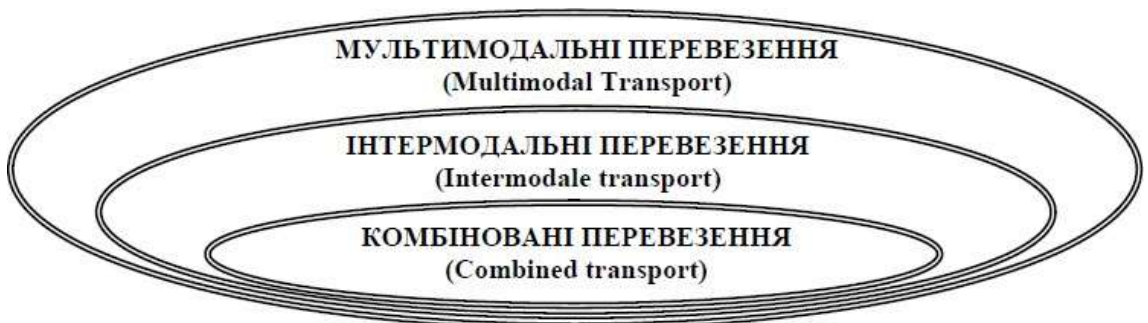 МУЛЬТИМОДАЛЬНІ ПЕРЕВЕЗЕННЯ
(Multimodal Transport)
ІНТЕРМОДАЛЬНІ ПЕРЕВЕЗЕННЯ
(Intermodale transport)
КОМБІНОВАНІ ПЕРЕВЕЗЕННЯ
(Combined transport)